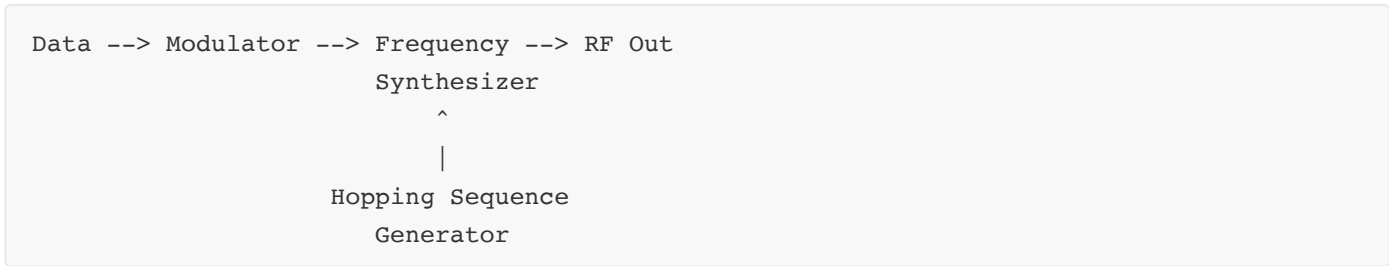 Data --> Modulator --> Frequency --> RF Out
Synthesizer
^
|
Hopping Sequence
Generator